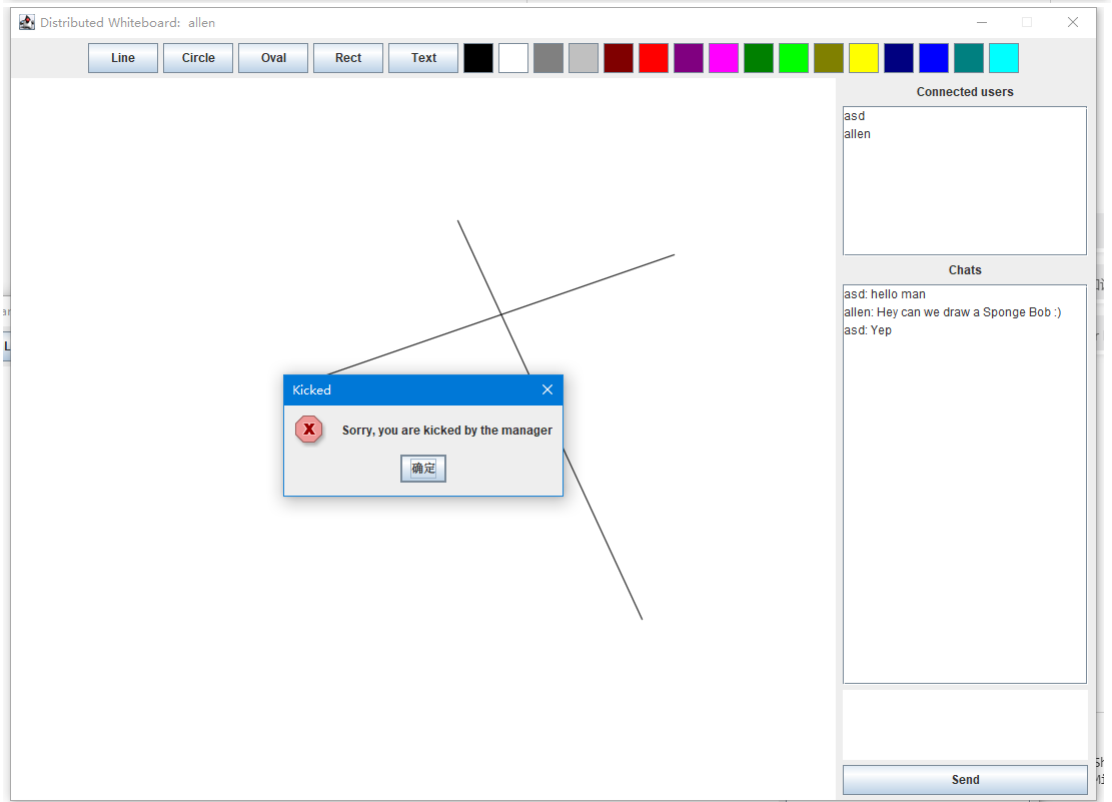 Distributed Whiteboard: allen
Line Circle Oval Rect Text
Connected users
asd
allen
Chats
asd: hello man
allen: Hey can we draw a Sponge Bob :)
asd: Yep
Kicked
Sorry, you are kicked by the manager
确定
Send